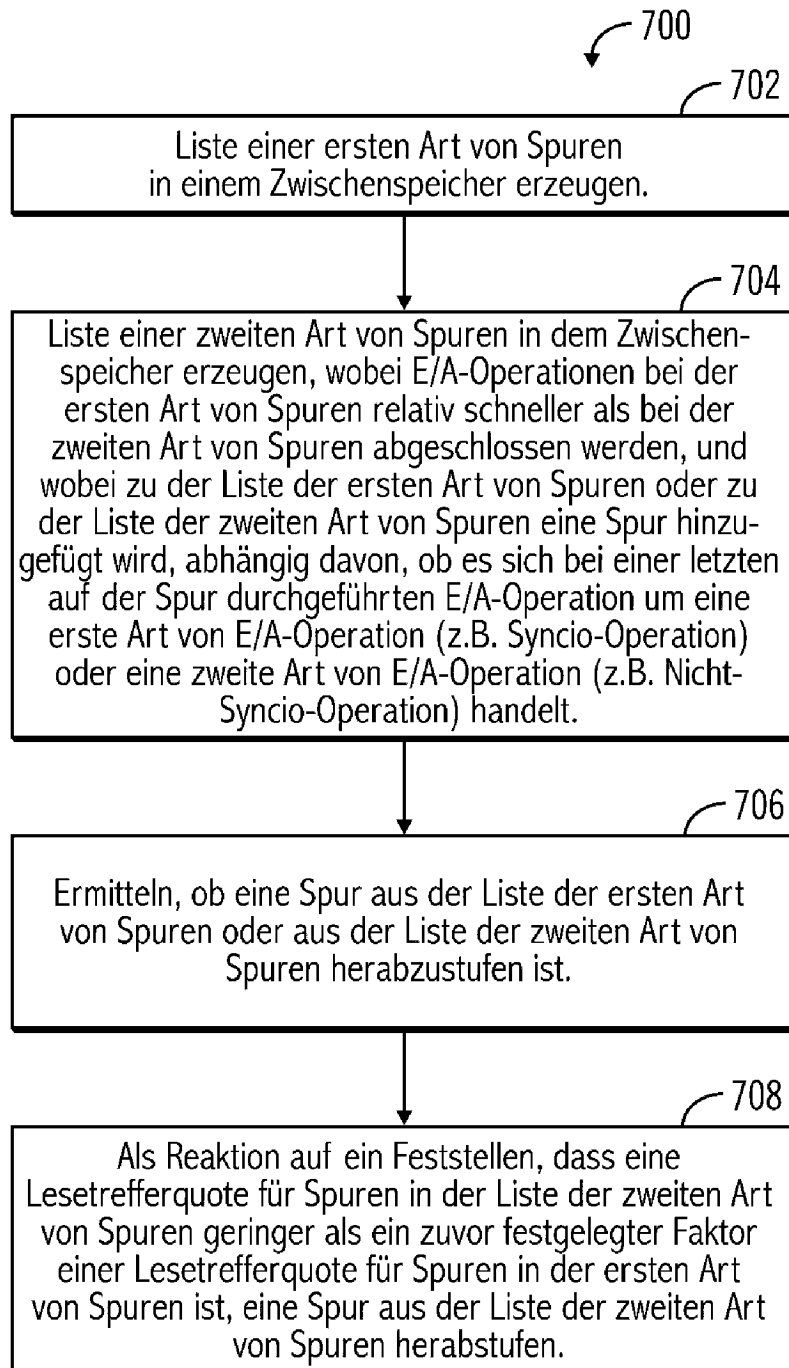 700
702
Liste einer ersten Art von Spuren
in einem Zwischenspeicher erzeugen.
704
Liste einer zweiten Art von Spuren in dem Zwischen-
speicher erzeugen, wobei E/A-Operationen bei der
ersten Art von Spuren relativ schneller als bei der
zweiten Art von Spuren abgeschlossen werden, und
wobei zu der Liste der ersten Art von Spuren oder zu
der Liste der zweiten Art von Spuren eine Spur hinzu-
gefügt wird, abhängig davon, ob es sich bei einer letzten
auf der Spur durchgeführten E/A-Operation um eine
erste Art von E/A-Operation (z.B. Syncio-Operation)
oder eine zweite Art von E/A-Operation (z.B. Nicht-
Syncio-Operation) handelt.
706
Ermitteln, ob eine Spur aus der Liste der ersten Art
von Spuren oder aus der Liste der zweiten Art von
Spuren herabzustufen ist.
708
Als Reaktion auf ein Feststellen, dass eine
Lesetrefferquote für Spuren in der Liste der zweiten Art
von Spuren geringer als ein zuvor festgelegter Faktor
einer Lesetrefferquote für Spuren in der ersten Art
von Spuren ist, eine Spur aus der Liste der zweiten Art
von Spuren herabstufen.